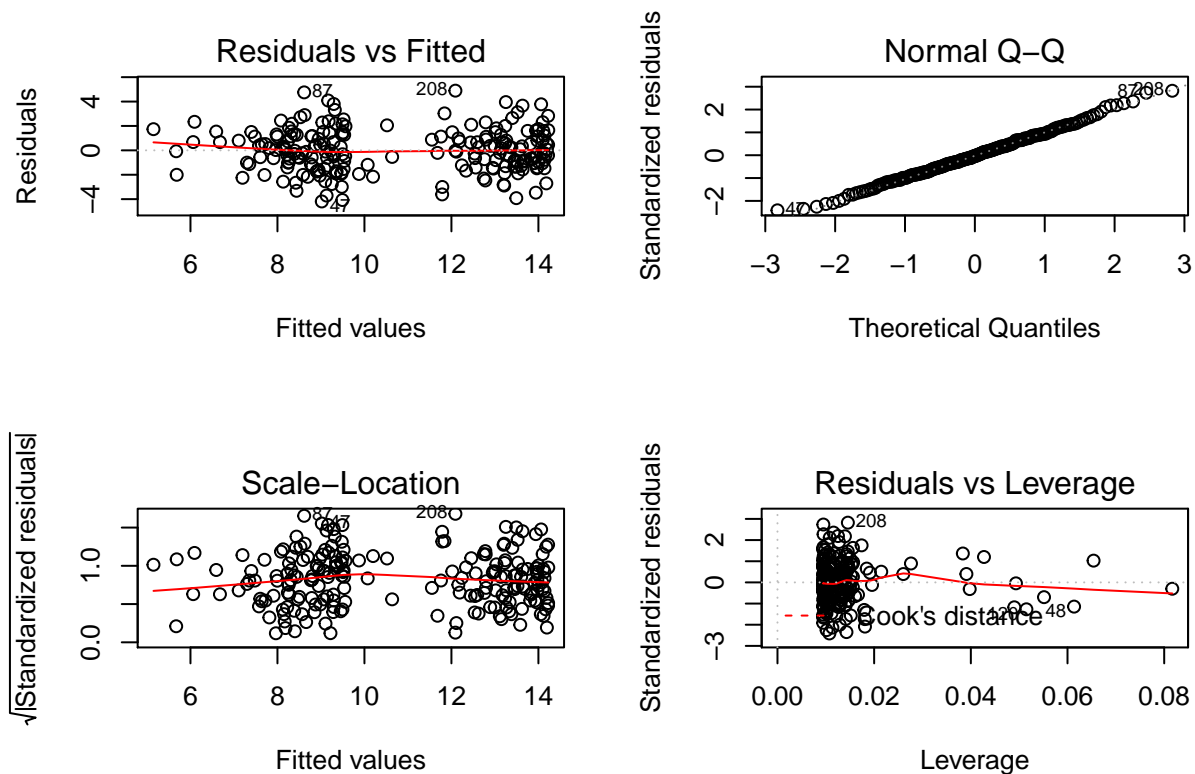 Residuals vs Fitted
Residuals
4
0
−4
87
208
47
6 8 10 12 14
Fitted values
Normal Q−Q
Standardized residuals
2
0
−2
87
208
47
−3 −2 −1 0 1 2 3
Theoretical Quantiles
Scale−Location
√|Standardized residuals|
1.0
0.0
87
47
208
6 8 10 12 14
Fitted values
Residuals vs Leverage
Standardized residuals
2
0
−3
208
Cook's distance
48
0.00 0.02 0.04 0.06 0.08
Leverage